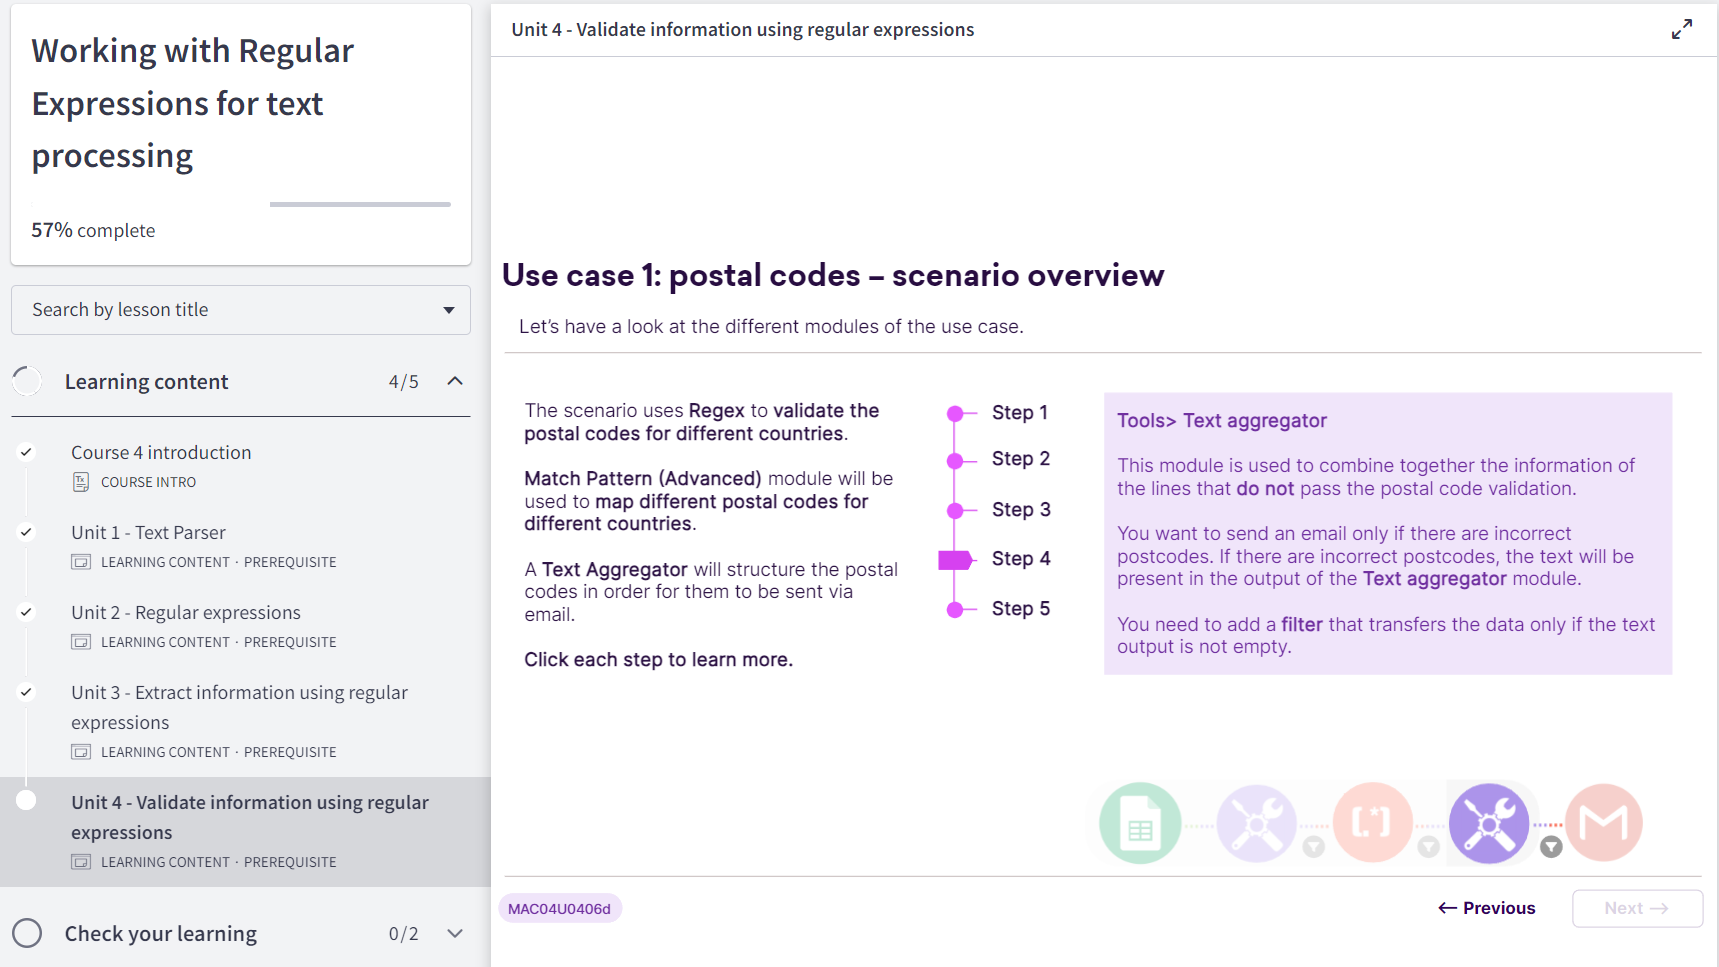 Working with Regular
Expressions for text
processing
57% complete
Search by lesson title
Learning content 4/5
Course 4 introduction
COURSE INTRO
Unit 1 - Text Parser
LEARNING CONTENT · PREREQUISITE
Unit 2 - Regular expressions
LEARNING CONTENT · PREREQUISITE
Unit 3 - Extract information using regular
expressions
LEARNING CONTENT · PREREQUISITE
Unit 4 - Validate information using regular
expressions
LEARNING CONTENT · PREREQUISITE
Check your learning 0/2
Unit 4 - Validate information using regular expressions
Use case 1: postal codes – scenario overview
Let's have a look at the different modules of the use case.
The scenario uses Regex to validate the
postal codes for different countries.
Match Pattern (Advanced) module will be
used to map different postal codes for
different countries.
A Text Aggregator will structure the postal
codes in order for them to be sent via
email.
Click each step to learn more.
Step 1
Step 2
Step 3
Step 4
Step 5
Tools> Text aggregator
This module is used to combine together the information of
the lines that do not pass the postal code validation.
You want to send an email only if there are incorrect
postcodes. If there are incorrect postcodes, the text will be
present in the output of the Text aggregator module.
You need to add a filter that transfers the data only if the text
output is not empty.
MAC04U0406d
← Previous
Next →